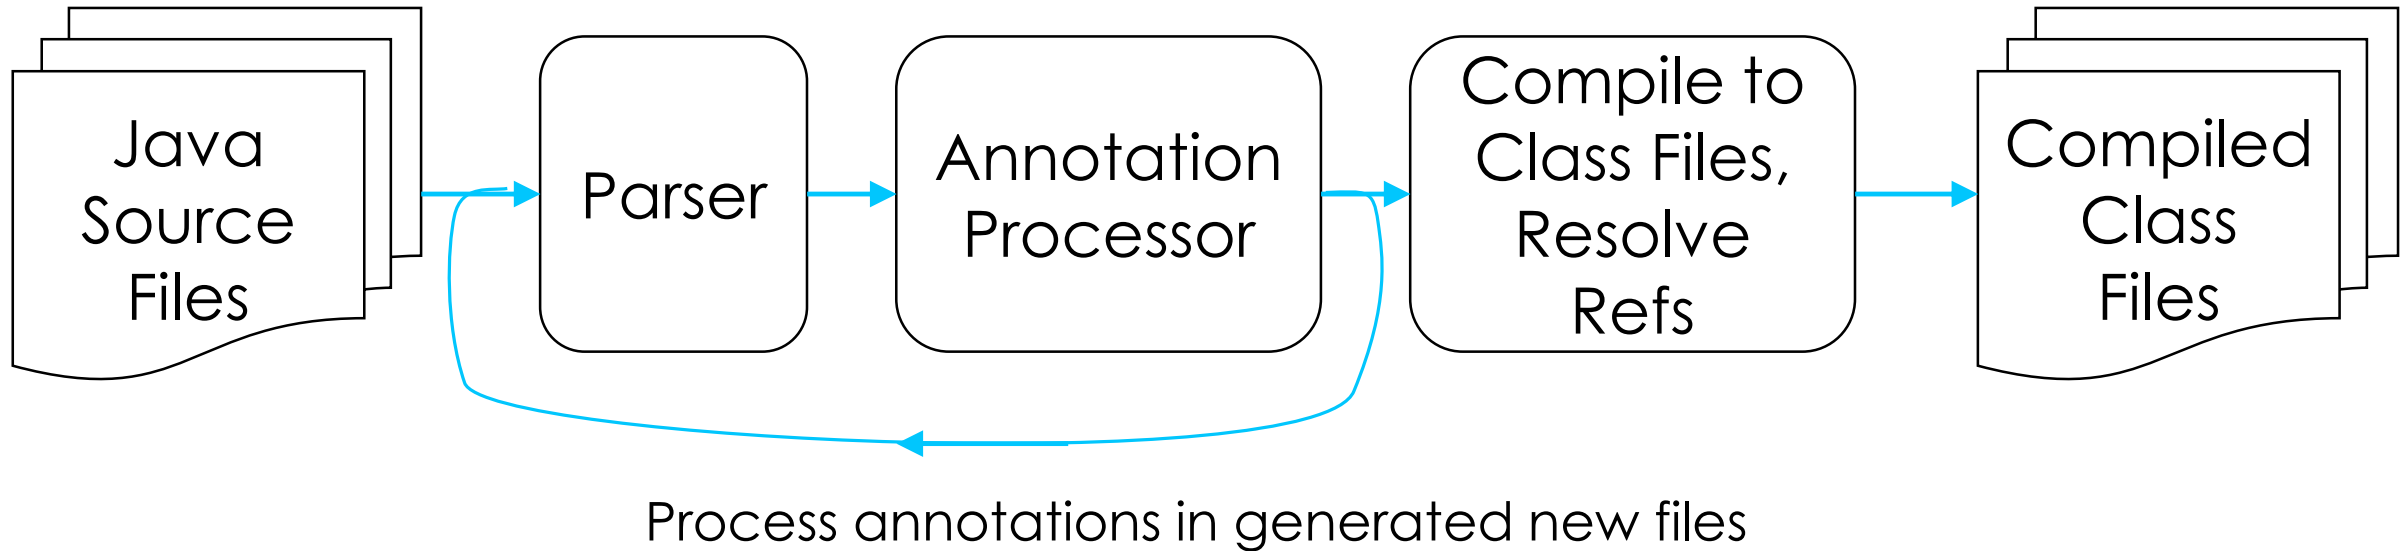 Java
Source
Files
Parser
Annotation
Processor
Compile to
Class Files,
Resolve
Refs
Compiled
Class
Files
Process annotations in generated new files